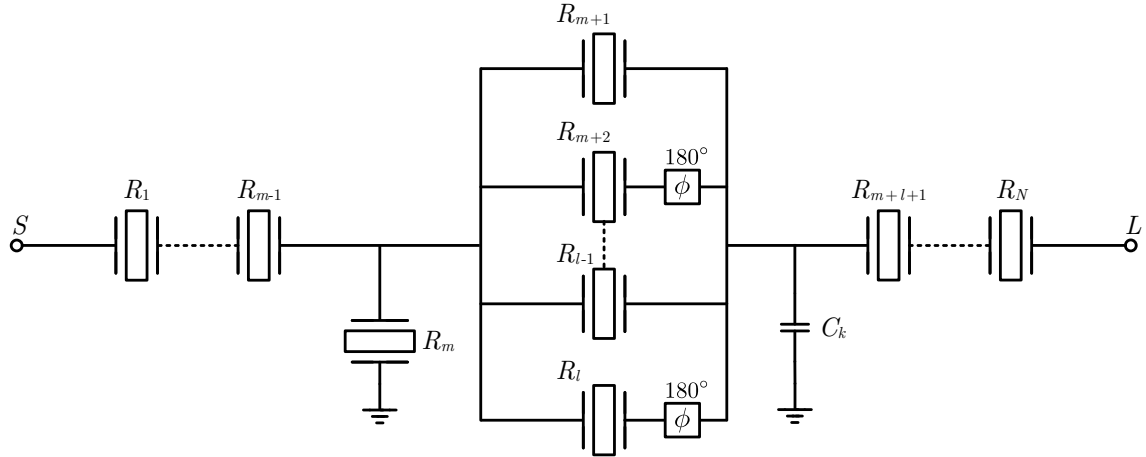 R_{m+1}
R_{m+2}
180°
ϕ
R_1
R_{m-1}
R_{m+l+1}
R_N
S
L
R_{l-1}
R_m
C_k
R_l
180°
ϕ